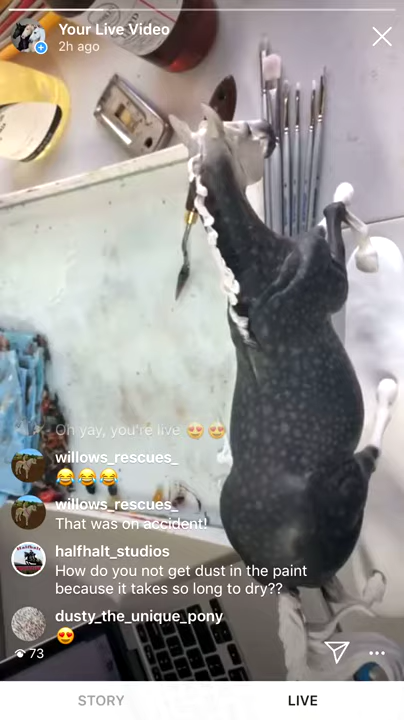 Your Live Video
2h ago
Oh yay, you're live 😍😍
willows_rescues_
😂😂😂
willows_rescues_
That was on accident!
halfhalt_studios
How do you not get dust in the paint
because it takes so long to dry??
dusty_the_unique_pony
😍
73
STORY
LIVE